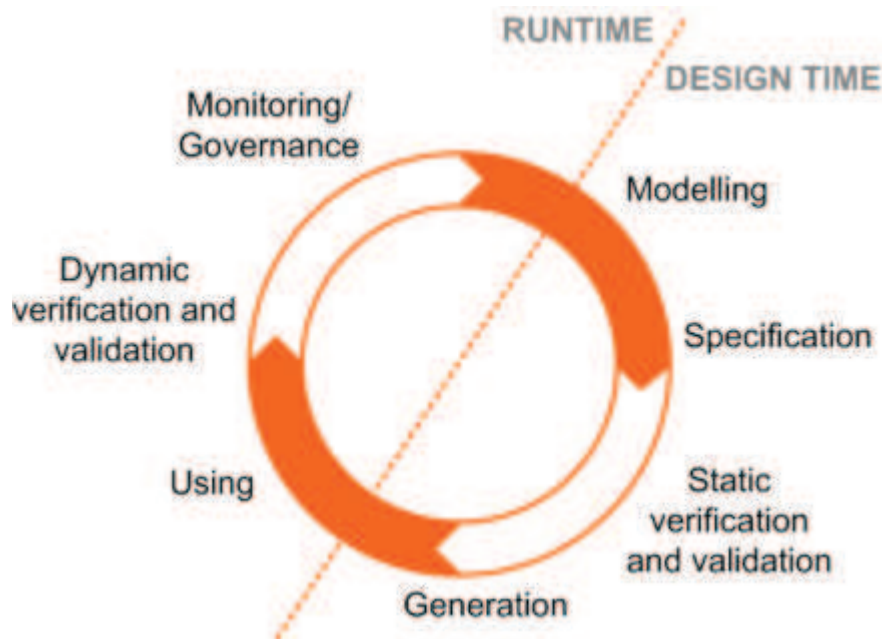 RUNTIME
DESIGN TIME
Monitoring/
Governance
Modelling
Dynamic
verification and
validation
Specification
Using
Static
verification
and validation
Generation